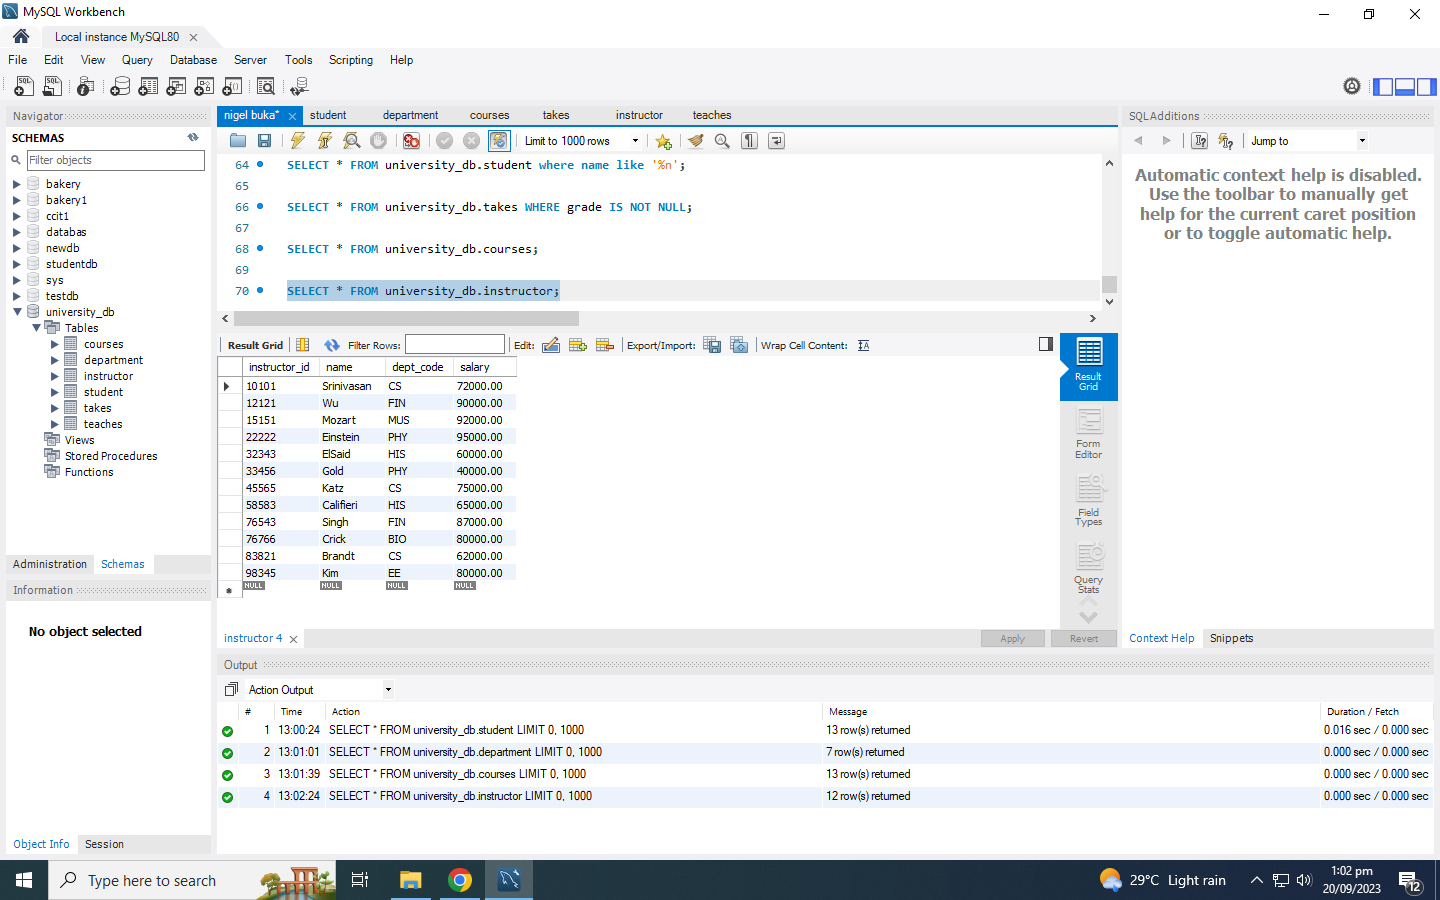 MySQL Workbench
Local instance MySQL80
File Edit View Query Database Server Tools Scripting Help
Navigator
SCHEMAS
Filter objects
bakery
bakery1
ccit1
databas
newdb
studentdb
sys
testdb
university_db
Tables
courses
department
instructor
student
takes
teaches
Views
Stored Procedures
Functions
Administration Schemas
Information
No object selected
Object Info Session
nigel buka* student department courses takes instructor teaches
Limit to 1000 rows
64 SELECT * FROM university_db.student where name like '%n';
65
66 SELECT * FROM university_db.takes WHERE grade IS NOT NULL;
67
68 SELECT * FROM university_db.courses;
69
70 SELECT * FROM university_db.instructor;
Result Grid Filter Rows: Edit: Export/Import: Wrap Cell Content:
instructor_id name dept_code salary
10101 Srinivasan CS 72000.00
12121 Wu FIN 90000.00
15151 Mozart MUS 92000.00
22222 Einstein PHY 95000.00
32343 ElSaid HIS 60000.00
33456 Gold PHY 40000.00
45565 Katz CS 75000.00
58583 Califieri HIS 65000.00
76543 Singh FIN 87000.00
76766 Crick BIO 80000.00
83821 Brandt CS 62000.00
98345 Kim EE 80000.00
NULL NULL NULL NULL
Result
Grid
Form
Editor
Field
Types
Query
Stats
instructor 4
Apply Revert
SQLAdditions
Jump to
Automatic context help is disabled.
Use the toolbar to manually get
help for the current caret position
or to toggle automatic help.
Context Help Snippets
Output
Action Output
# Time Action Message Duration / Fetch
1 13:00:24 SELECT * FROM university_db.student LIMIT 0, 1000 13 row(s) returned 0.016 sec / 0.000 sec
2 13:01:01 SELECT * FROM university_db.department LIMIT 0, 1000 7 row(s) returned 0.000 sec / 0.000 sec
3 13:01:39 SELECT * FROM university_db.courses LIMIT 0, 1000 13 row(s) returned 0.000 sec / 0.000 sec
4 13:02:24 SELECT * FROM university_db.instructor LIMIT 0, 1000 12 row(s) returned 0.000 sec / 0.000 sec
Type here to search
29°C Light rain
1:02 pm
20/09/2023
12